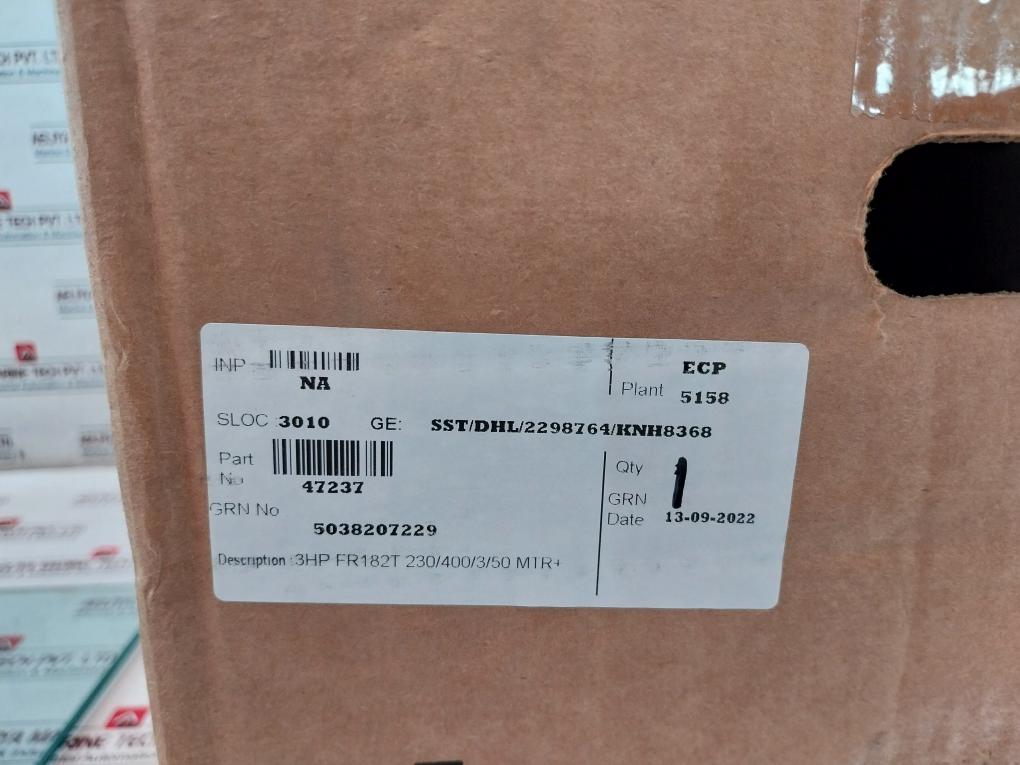 INP
NA
ECP
Plant 5158
SLOC :3010 GE: SST/DHL/2298764/KNH8368
Part No 47237
Qty 1
GRN No 5038207229
GRN Date 13-09-2022
Description :3HP FR182T 230/400/3/50 MTR+